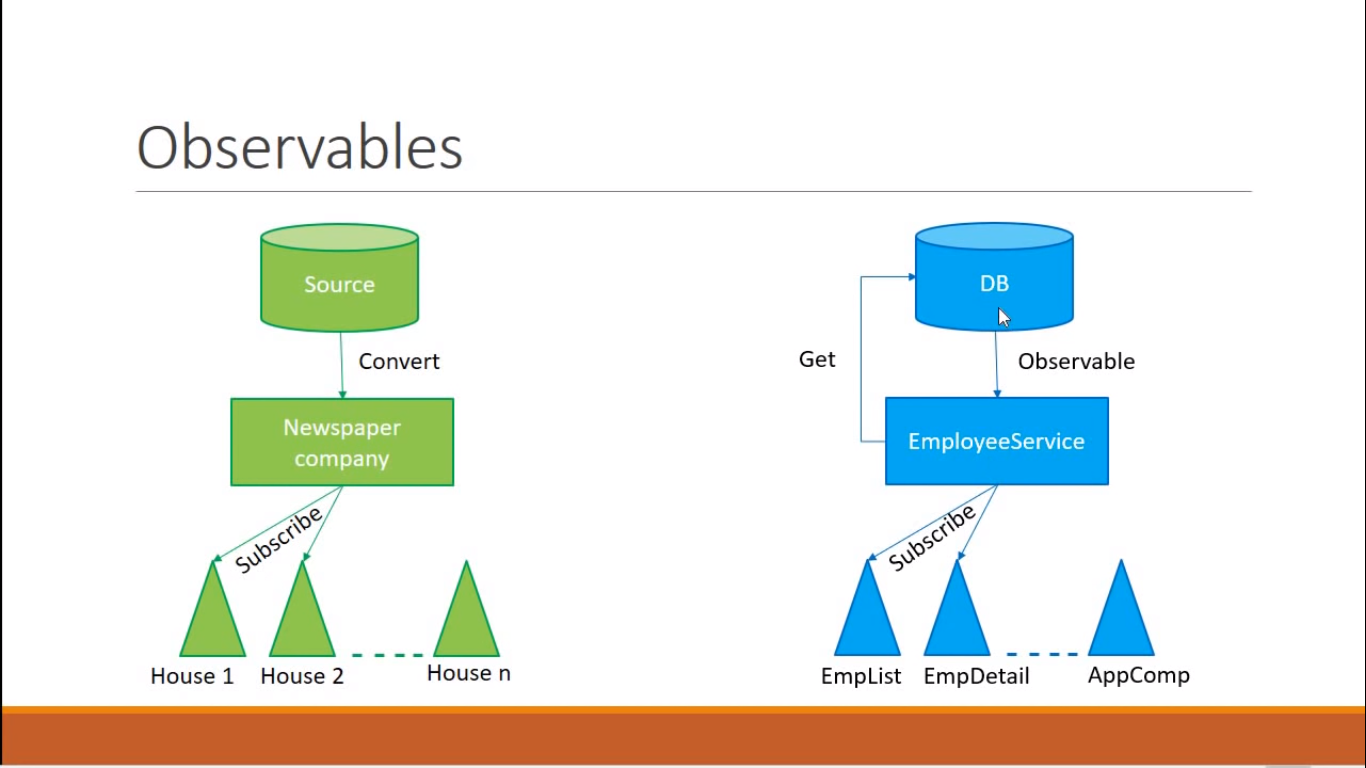 Observables
Source
Convert
Newspaper
company
Subscribe
House 1
House 2
House n
DB
Get
Observable
EmployeeService
Subscribe
EmpList
EmpDetail
AppComp